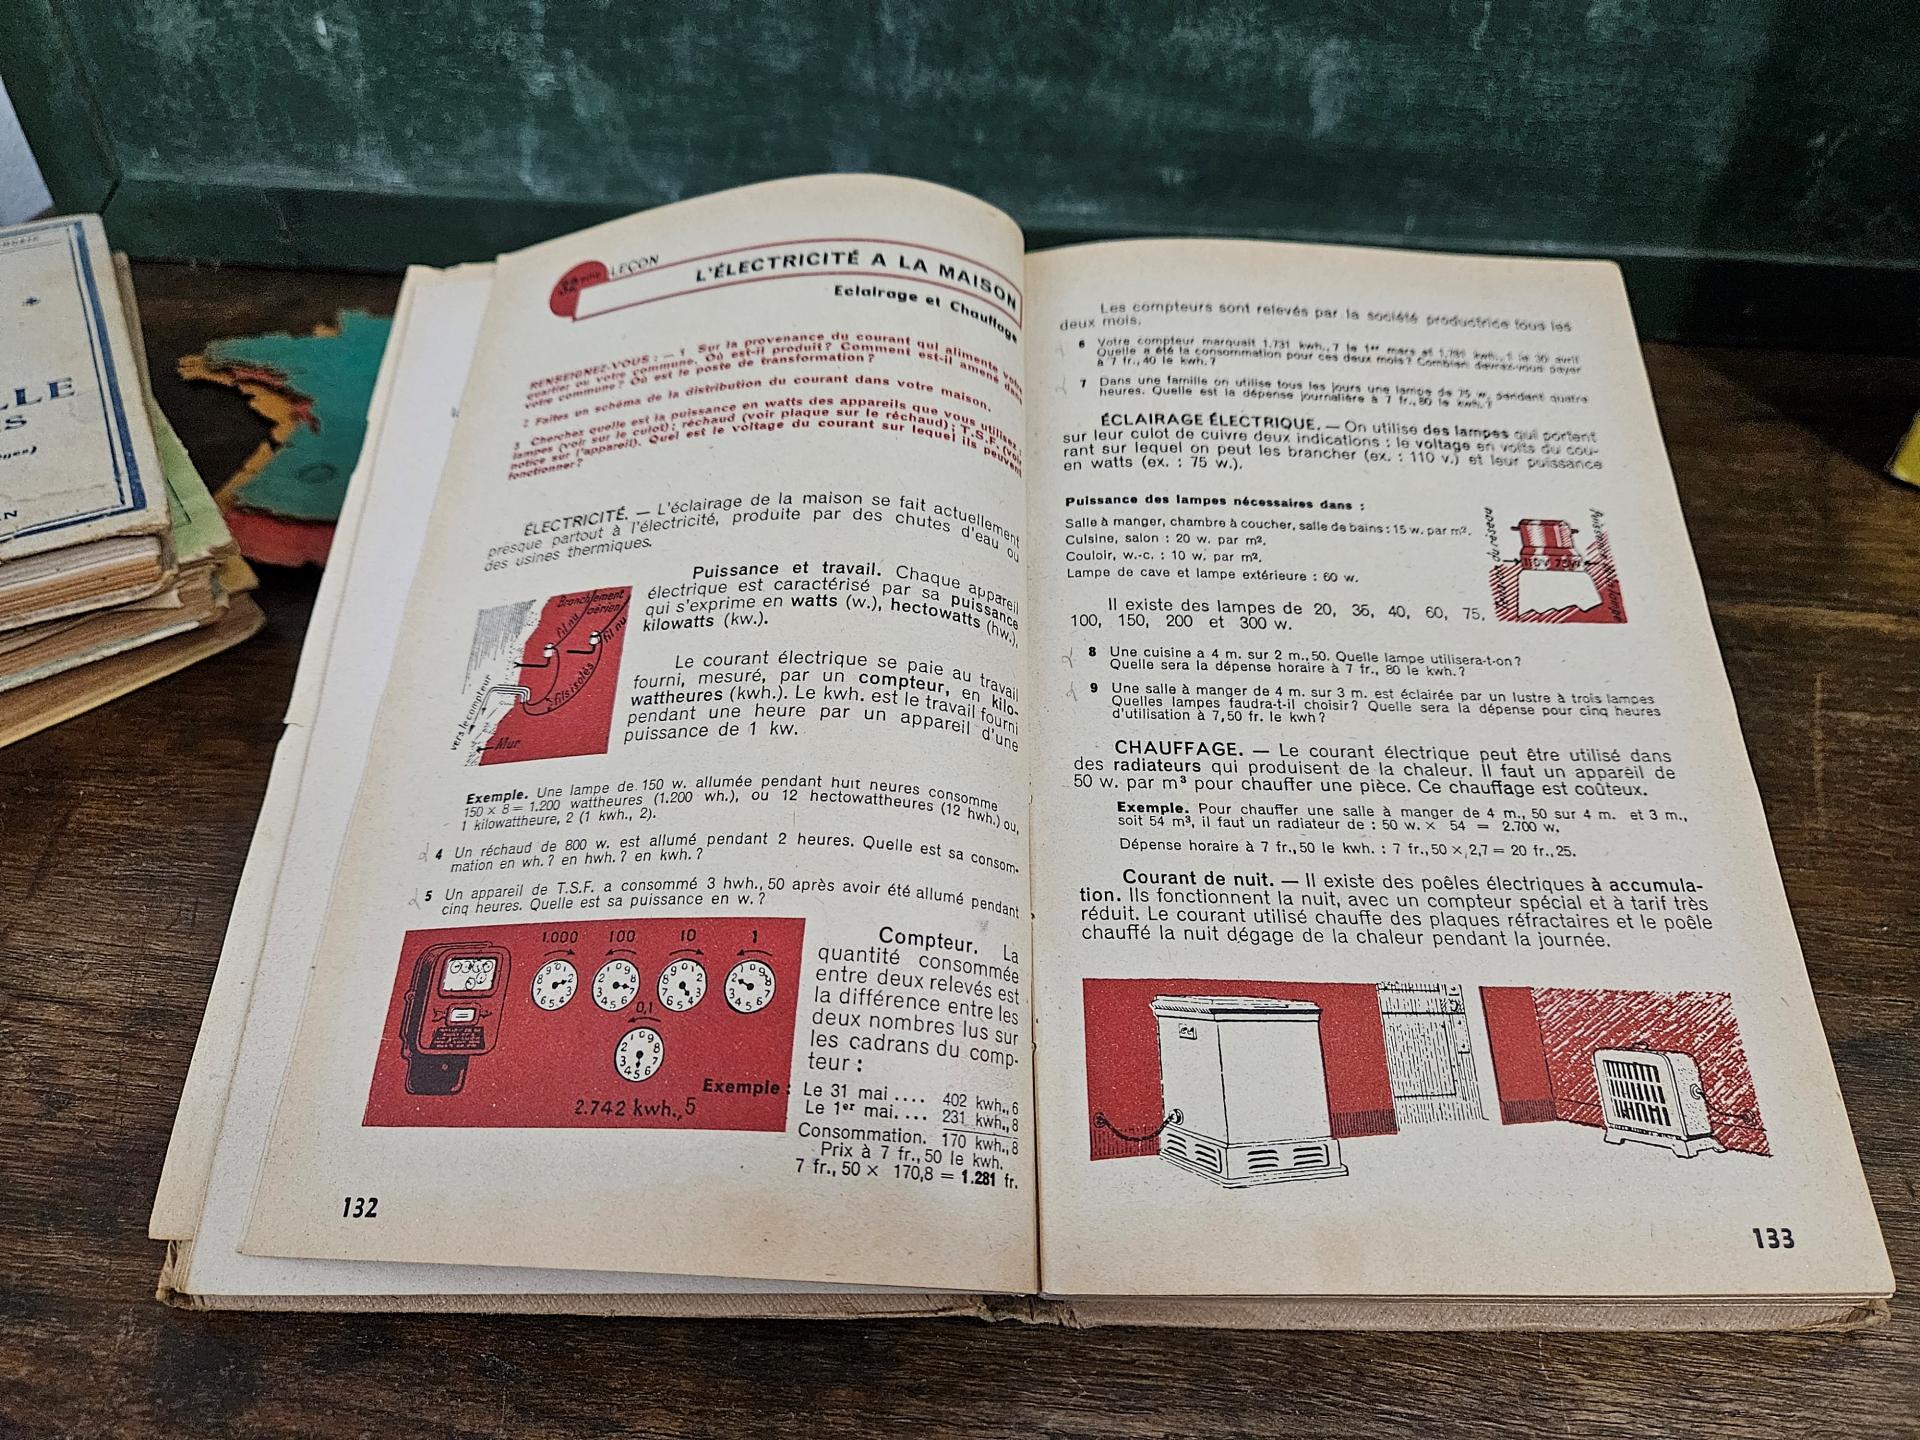 LLE
S
N
LEÇON
L'ÉLECTRICITÉ A LA MAISON
Eclairage et Chauffage
RENSEIGNEZ-VOUS : — 1 Sur la provenance du courant qui alimente votre
quartier ou votre commune. Où est-il produit? Comment est-il amené dans
votre commune? Où est le poste de transformation?
2 Faites un schéma de la distribution du courant dans votre maison.
3 Cherchez quelle est la puissance en watts des appareils que vous utilisez :
lampes (voir sur le culot); réchaud (voir plaque sur le réchaud); T.S.F. (voir
notice sur l'appareil). Quel est le voltage du courant sur lequel ils peuvent
fonctionner?
ÉLECTRICITÉ. — L'éclairage de la maison se fait actuellement
presque partout à l'électricité, produite par des chutes d'eau ou
des usines thermiques.
Branchement
aérien
fil nu
fil nu
2 fils isolés
vers le compteur
Mur
Puissance et travail. Chaque appareil
électrique est caractérisé par sa puissance
qui s'exprime en watts (w.), hectowatts (hw.),
kilowatts (kw.).
Le courant électrique se paie au travail
fourni, mesuré, par un compteur, en kilo-
wattheures (kwh.). Le kwh. est le travail fourni
pendant une heure par un appareil d'une
puissance de 1 kw.
Exemple. Une lampe de 150 w. allumée pendant huit heures consomme
150 × 8 = 1.200 wattheures (1.200 wh.), ou 12 hectowattheures (12 hwh.) ou,
1 kilowattheure, 2 (1 kwh., 2).
4 Un réchaud de 800 w. est allumé pendant 2 heures. Quelle est sa consom-
mation en wh. ? en hwh. ? en kwh. ?
5 Un appareil de T.S.F. a consommé 3 hwh., 50 après avoir été allumé pendant
cinq heures. Quelle est sa puissance en w. ?
1.000 100 10 1
0,1
2.742 kwh.,5
Compteur. La
quantité consommée
entre deux relevés est
la différence entre les
deux nombres lus sur
les cadrans du comp-
teur :
Exemple : Le 31 mai .... 402 kwh., 6
Le 1er mai.... 231 kwh., 8
Consommation. 170 kwh., 8
Prix à 7 fr., 50 le kwh.
7 fr., 50 × 170,8 = 1.281 fr.
132
Les compteurs sont relevés par la société productrice tous les
deux mois.
6 Votre compteur marquait 1.731 kwh., 7 le 1er mars et 1.781 kwh., 1 le 30 avril
Quelle a été la consommation pour ces deux mois? Combien devrez-vous payer
à 7 fr., 40 le kwh. ?
7 Dans une famille on utilise tous les jours une lampe de 75 w. pendant quatre
heures. Quelle est la dépense journalière à 7 fr., 80 le kwh.?
ÉCLAIRAGE ÉLECTRIQUE. — On utilise des lampes qui portent
sur leur culot de cuivre deux indications : le voltage en volts du cou-
rant sur lequel on peut les brancher (ex. : 110 v.) et leur puissance
en watts (ex. : 75 w.).
Puissance des lampes nécessaires dans :
Salle à manger, chambre à coucher, salle de bains : 15 w. par m².
Cuisine, salon : 20 w. par m².
Couloir, w.-c. : 10 w. par m².
Lampe de cave et lampe extérieure : 60 w.
du réseau
110V 75W
Il existe des lampes de 20, 36, 40, 60, 75,
100, 150, 200 et 300 w.
8 Une cuisine a 4 m. sur 2 m., 50. Quelle lampe utilisera-t-on ?
Quelle sera la dépense horaire à 7 fr., 80 le kwh. ?
9 Une salle à manger de 4 m. sur 3 m. est éclairée par un lustre à trois lampes
Quelles lampes faudra-t-il choisir? Quelle sera la dépense pour cinq heures
d'utilisation à 7,50 fr. le kwh ?
CHAUFFAGE. — Le courant électrique peut être utilisé dans
des radiateurs qui produisent de la chaleur. Il faut un appareil de
50 w. par m³ pour chauffer une pièce. Ce chauffage est coûteux.
Exemple. Pour chauffer une salle à manger de 4 m., 50 sur 4 m. et 3 m.,
soit 54 m³, il faut un radiateur de : 50 w. × 54 = 2.700 w.
Dépense horaire à 7 fr., 50 le kwh. : 7 fr., 50 × 2,7 = 20 fr., 25.
Courant de nuit. — Il existe des poêles électriques à accumula-
tion. Ils fonctionnent la nuit, avec un compteur spécial et à tarif très
réduit. Le courant utilisé chauffe des plaques réfractaires et le poêle
chauffé la nuit dégage de la chaleur pendant la journée.
133